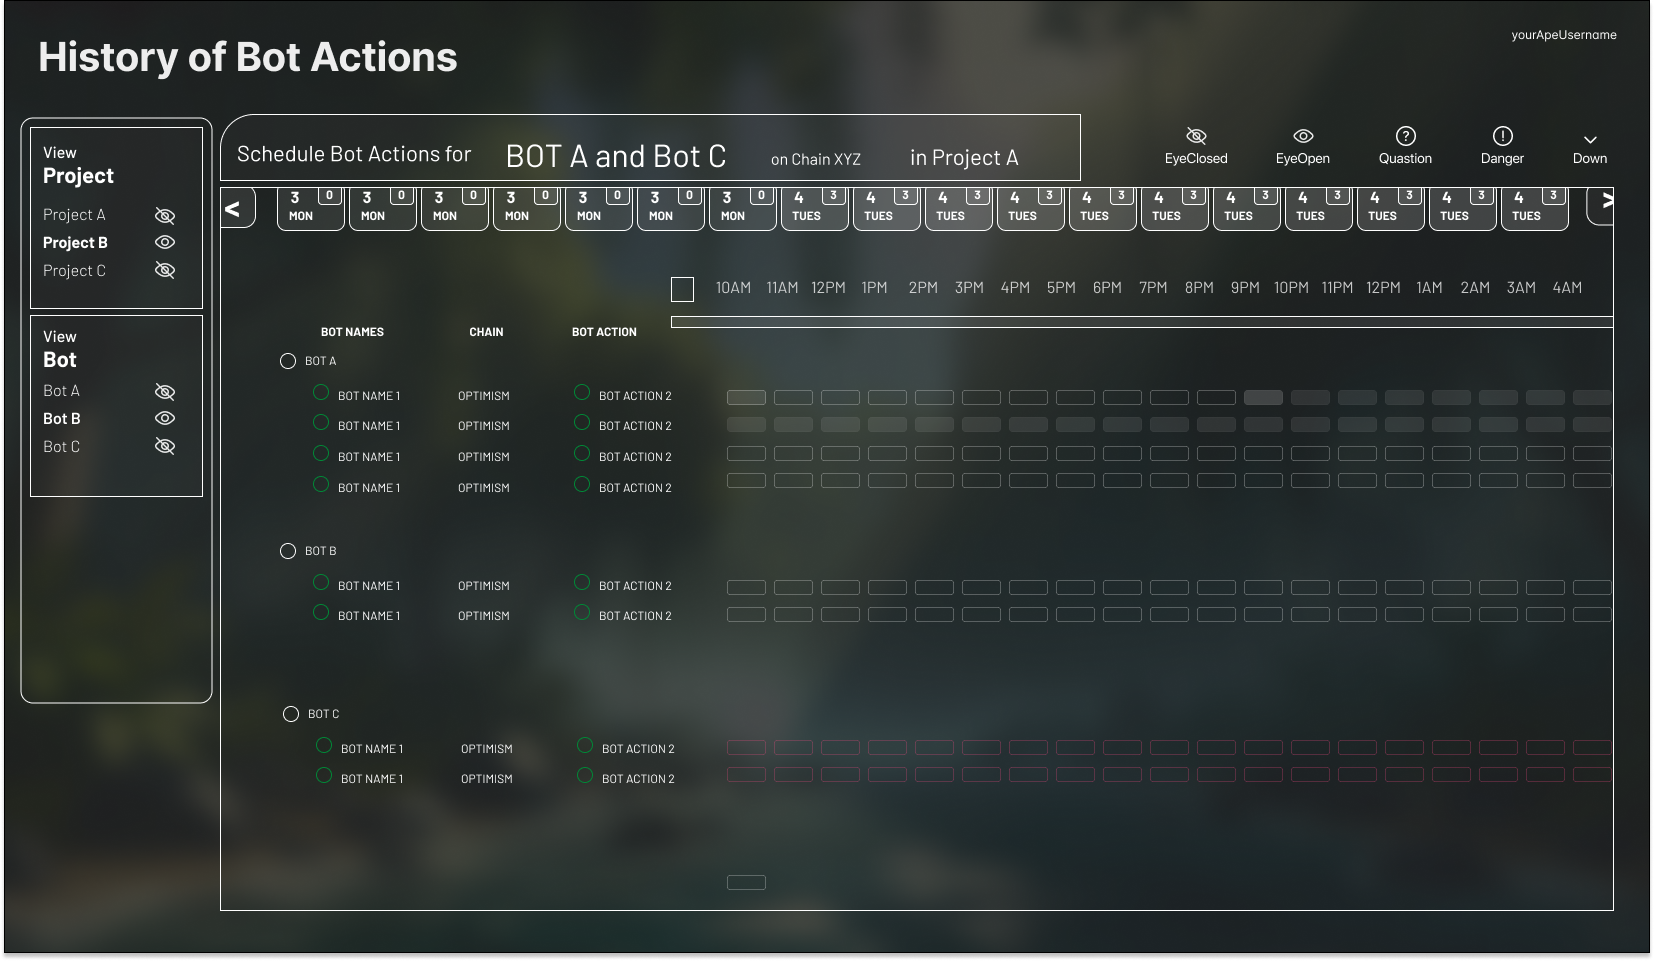 History of Bot Actions
yourApeUsername
View
Project
Project A
Project B
Project C
View
Bot
Bot A
Bot B
Bot C
Schedule Bot Actions for BOT A and Bot C on Chain XYZ in Project A
EyeClosed EyeOpen Quastion Danger Down
< 3 0 3 0 3 0 3 0 3 0 3 0 3 0 4 3 4 3 4 3 4 3 4 3 4 3 4 3 4 3 4 3 4 3 4 3 >
MON MON MON MON MON MON MON TUES TUES TUES TUES TUES TUES TUES TUES TUES TUES TUES
10AM 11AM 12PM 1PM 2PM 3PM 4PM 5PM 6PM 7PM 8PM 9PM 10PM 11PM 12PM 1AM 2AM 3AM 4AM
BOT NAMES CHAIN BOT ACTION
BOT A
BOT NAME 1 OPTIMISM BOT ACTION 2
BOT NAME 1 OPTIMISM BOT ACTION 2
BOT NAME 1 OPTIMISM BOT ACTION 2
BOT NAME 1 OPTIMISM BOT ACTION 2
BOT B
BOT NAME 1 OPTIMISM BOT ACTION 2
BOT NAME 1 OPTIMISM BOT ACTION 2
BOT C
BOT NAME 1 OPTIMISM BOT ACTION 2
BOT NAME 1 OPTIMISM BOT ACTION 2